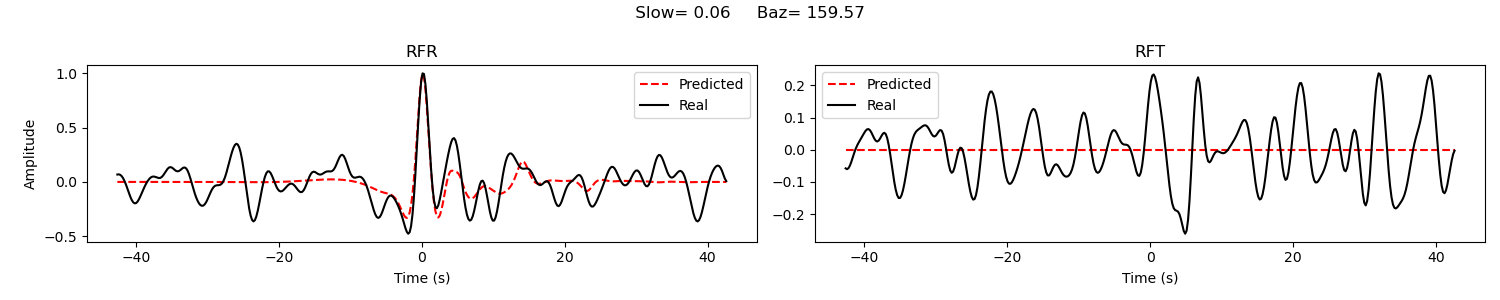 Slow= 0.06 Baz= 159.57
RFR
RFT
1.0
0.5
0.0
−0.5
Amplitude
Predicted
Real
−40
−20
0
20
40
Time (s)
0.2
0.1
0.0
−0.1
−0.2
Predicted
Real
−40
−20
0
20
40
Time (s)